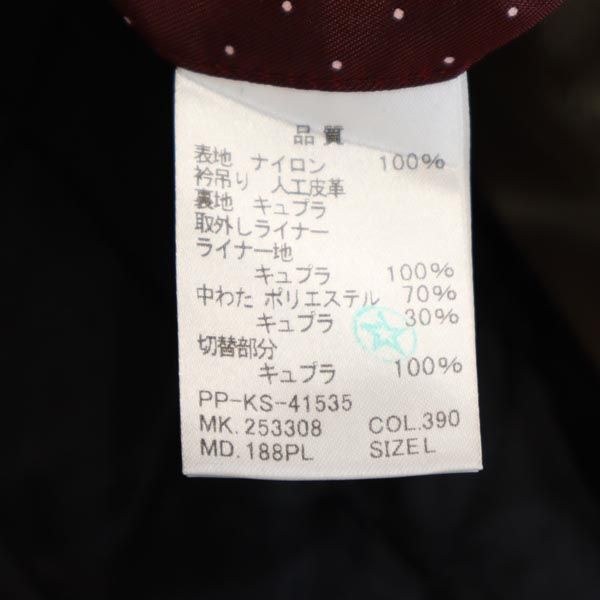 品質
表地 ナイロン 100%
衿吊り 人工皮革
裏地 キュプラ
取外しライナー
ライナー地
キュプラ 100%
中わた ポリエステル 70%
キュプラ 30%
切替部分
キュプラ 100%
PP-KS-41535
MK.253308 COL.390
MD.188PL SIZE L